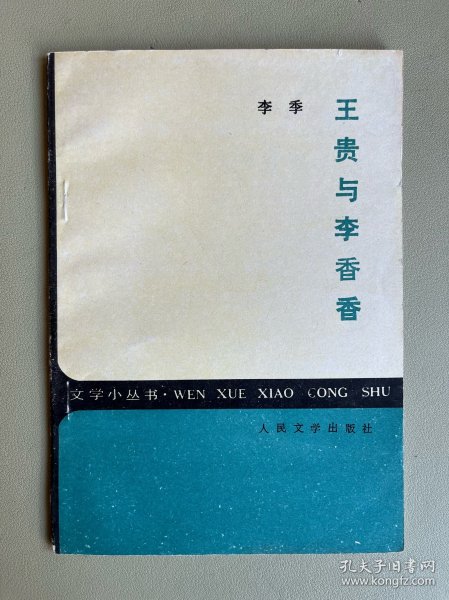 王贵与李香香
李季
文学小丛书·WEN XUE XIAO CONG SHU
人民文学出版社
孔夫子旧书网
www.kongfz.com